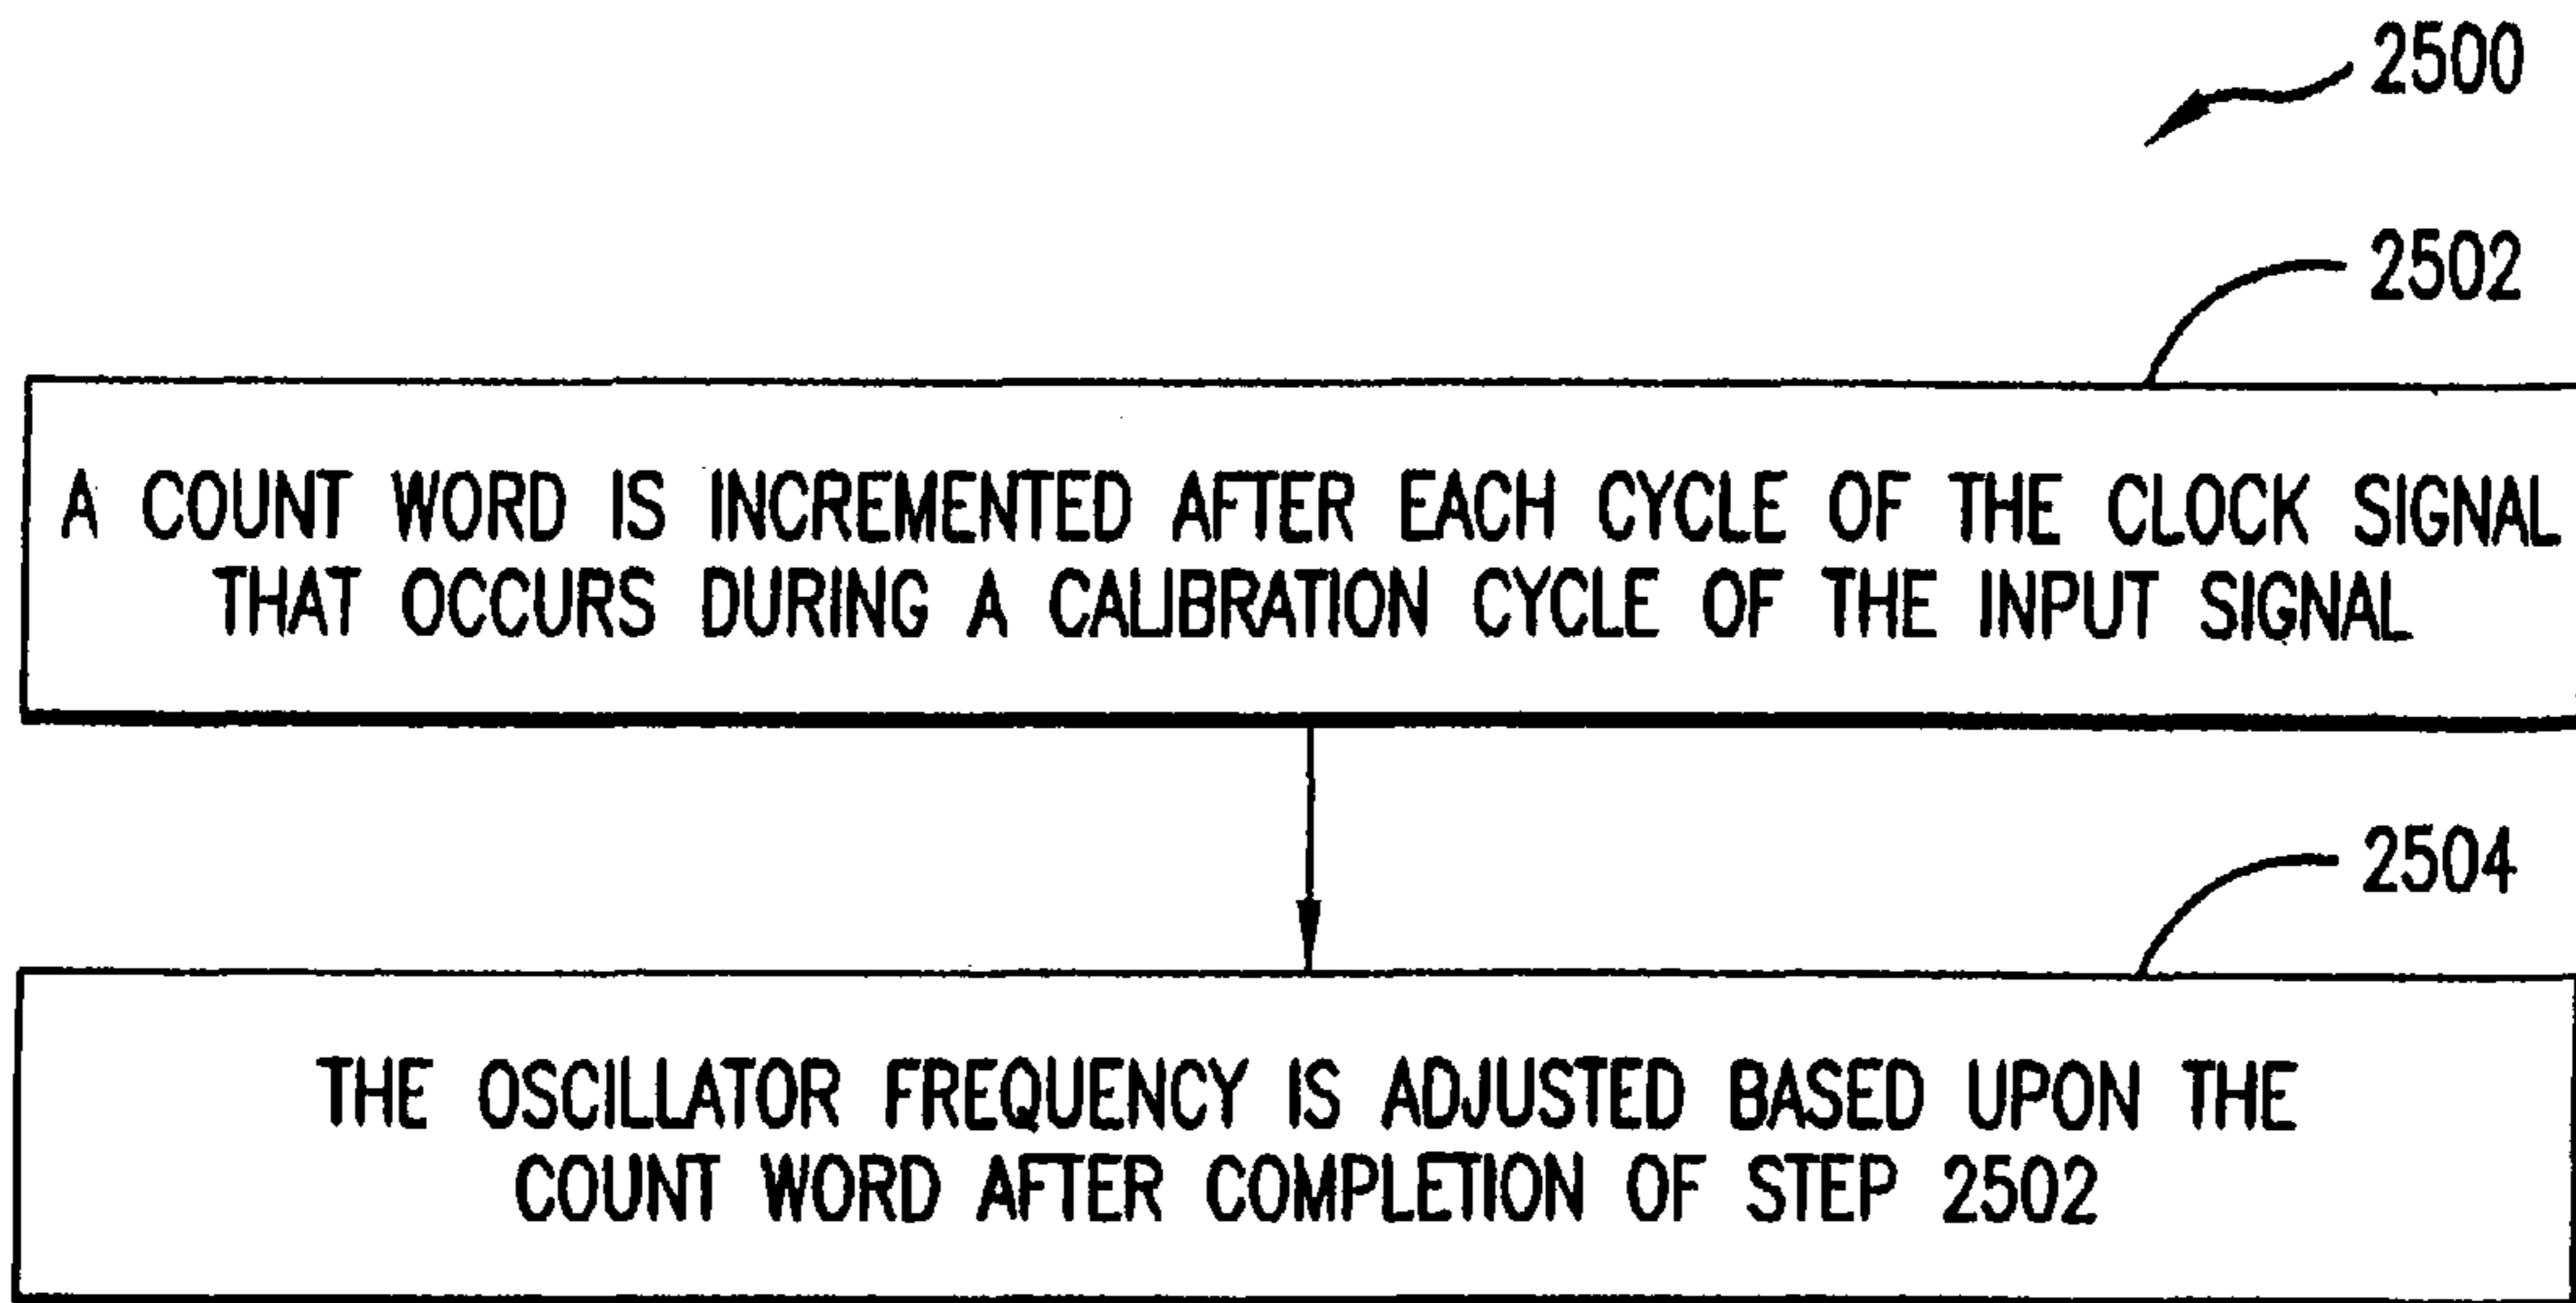 2500
2502
A COUNT WORD IS INCREMENTED AFTER EACH CYCLE OF THE CLOCK SIGNAL
THAT OCCURS DURING A CALIBRATION CYCLE OF THE INPUT SIGNAL
2504
THE OSCILLATOR FREQUENCY IS ADJUSTED BASED UPON THE
COUNT WORD AFTER COMPLETION OF STEP 2502